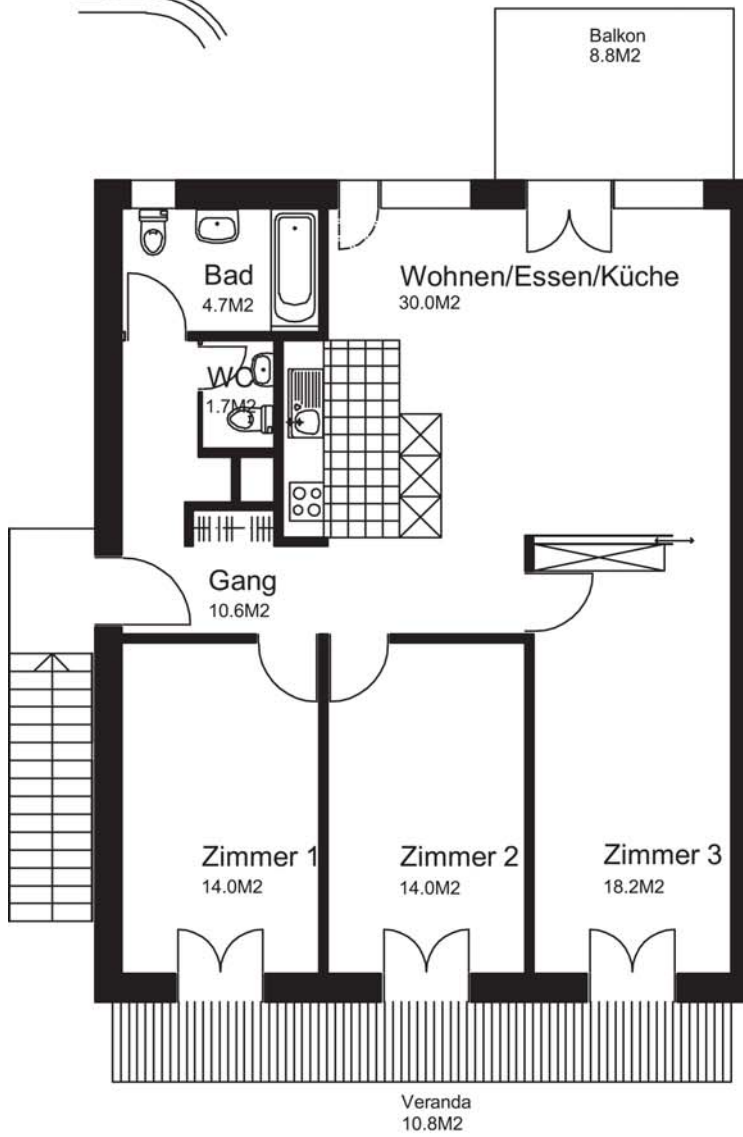 Balkon
8.8M2
Bad
4.7M2
Wohnen/Essen/Küche
30.0M2
WC
1.7M2
Gang
10.6M2
Zimmer 1
14.0M2
Zimmer 2
14.0M2
Zimmer 3
18.2M2
Veranda
10.8M2